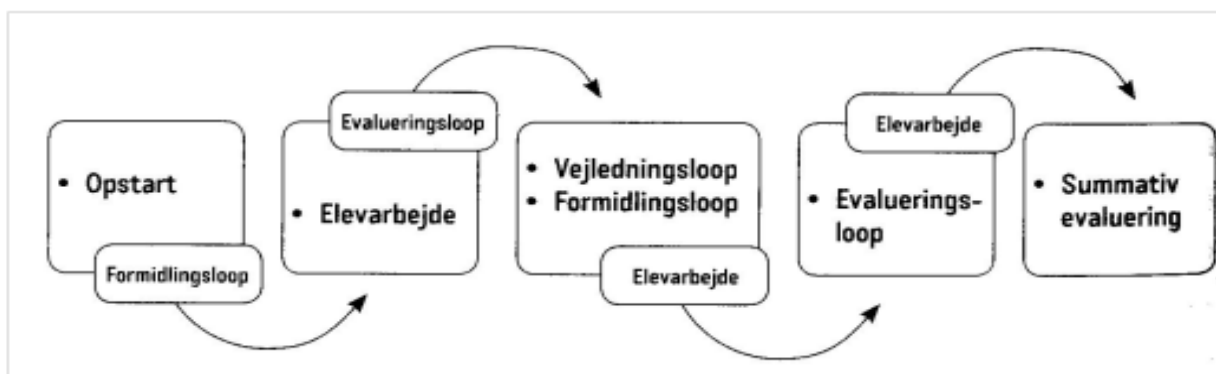 • Opstart
Formidlingsloop
Evalueringsloop
• Elevarbejde
• Vejledningsloop
• Formidlingsloop
Elevarbejde
Elevarbejde
• Evaluerings-
loop
• Summativ
evaluering